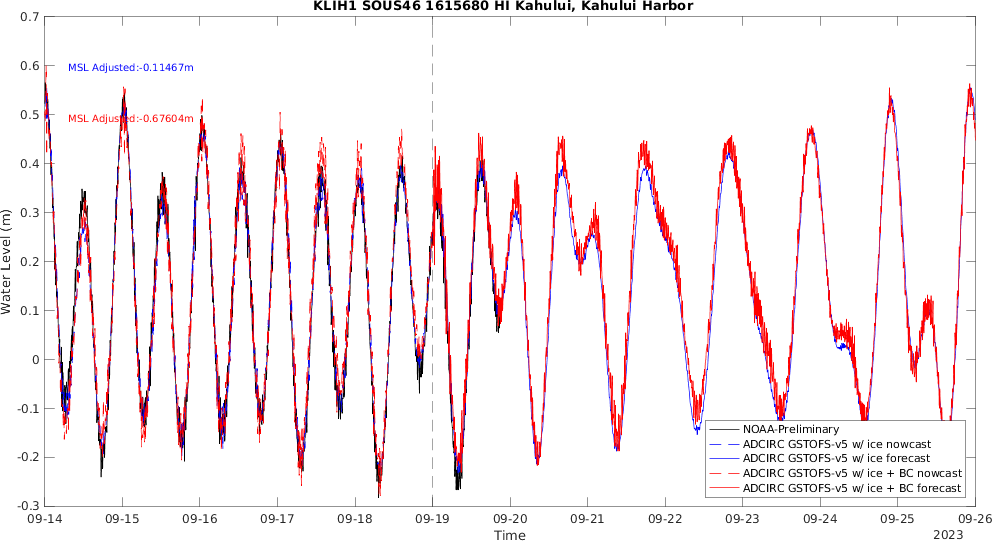 KLIH1 SOUS46 1615680 HI Kahului, Kahului Harbor
0.7
0.6
0.5
0.4
0.3
0.2
0.1
0
-0.1
-0.2
-0.3
Water Level (m)
MSL Adjusted:-0.11467m
MSL Adjusted:-0.67604m
NOAA-Preliminary
ADCIRC GSTOFS-v5 w/ ice nowcast
ADCIRC GSTOFS-v5 w/ ice forecast
ADCIRC GSTOFS-v5 w/ ice + BC nowcast
ADCIRC GSTOFS-v5 w/ ice + BC forecast
09-14 09-15 09-16 09-17 09-18 09-19 09-20 09-21 09-22 09-23 09-24 09-25 09-26
Time
2023